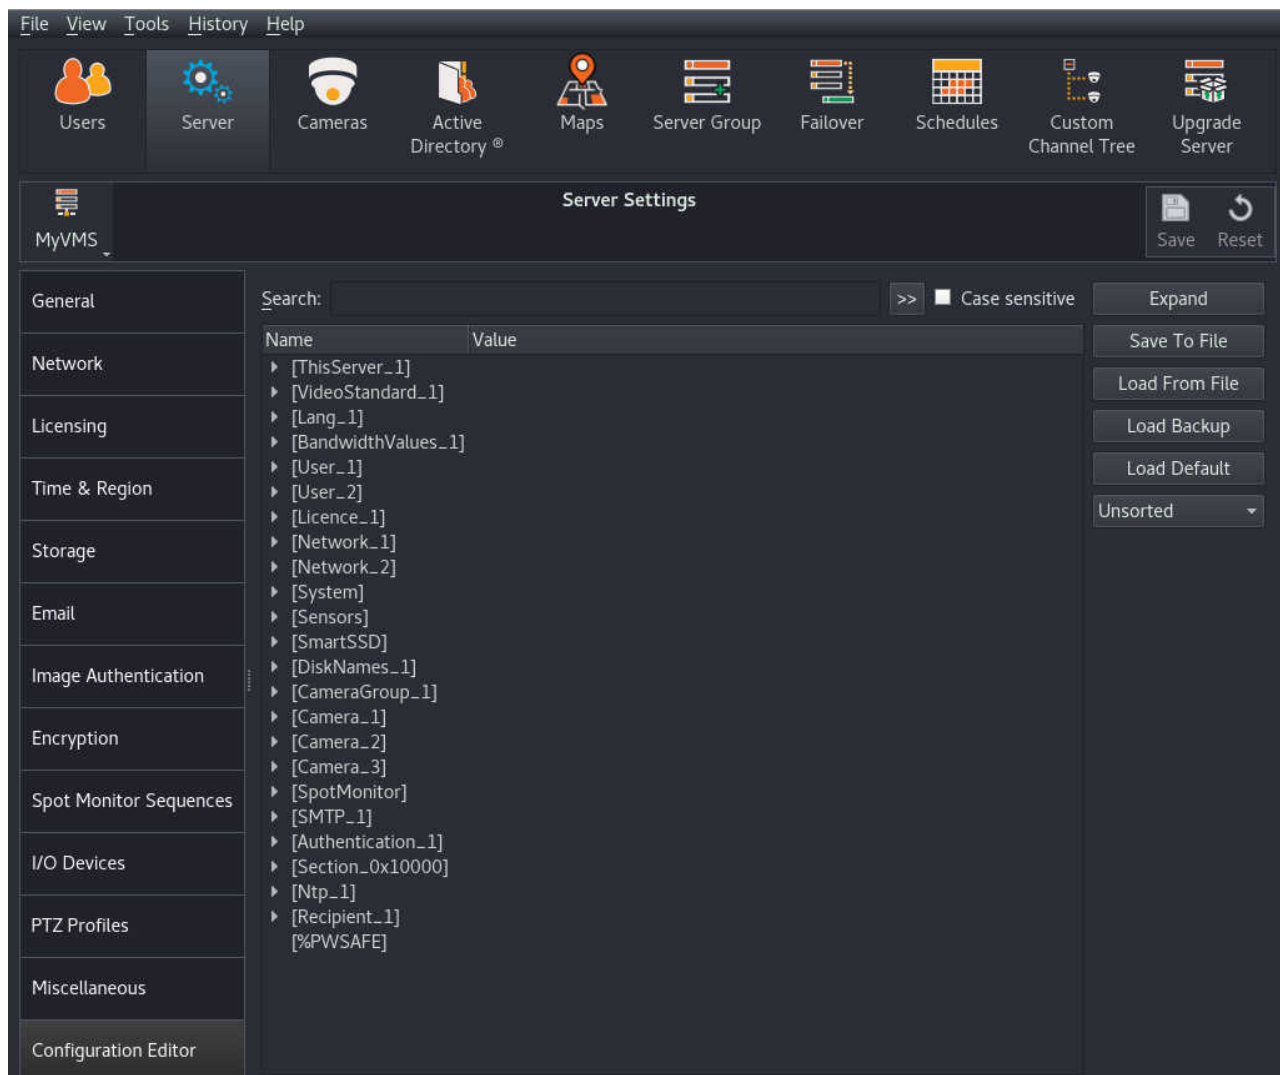 File View Tools History Help
Users Server Cameras Active Directory ® Maps Server Group Failover Schedules Custom Channel Tree Upgrade Server
MyVMS
Server Settings
Save Reset
General
Network
Licensing
Time & Region
Storage
Email
Image Authentication
Encryption
Spot Monitor Sequences
I/O Devices
PTZ Profiles
Miscellaneous
Configuration Editor
Search: >> Case sensitive
Name Value
[ThisServer_1]
[VideoStandard_1]
[Lang_1]
[BandwidthValues_1]
[User_1]
[User_2]
[Licence_1]
[Network_1]
[Network_2]
[System]
[Sensors]
[SmartSSD]
[DiskNames_1]
[CameraGroup_1]
[Camera_1]
[Camera_2]
[Camera_3]
[SpotMonitor]
[SMTP_1]
[Authentication_1]
[Section_0x10000]
[Ntp_1]
[Recipient_1]
[%PWSAFE]
Expand
Save To File
Load From File
Load Backup
Load Default
Unsorted